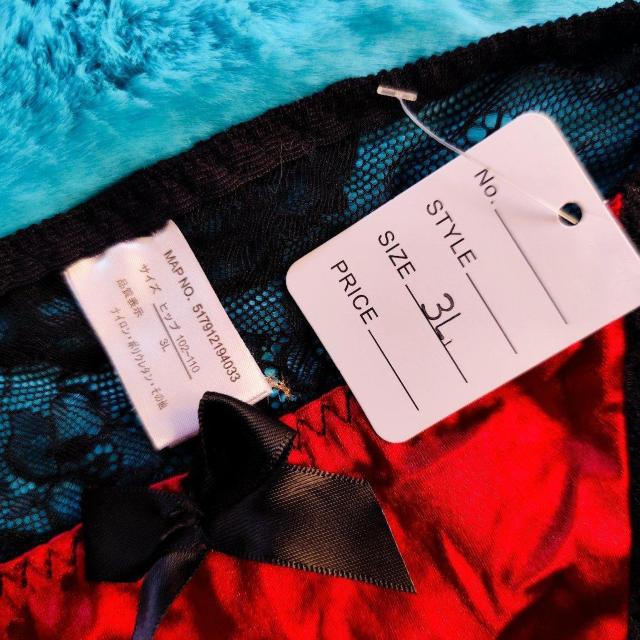 MAP NO. 517912194033
サイズ ヒップ 102~110
3L
品質表示
ナイロン・ポリウレタン・その他
No.
STYLE.
SIZE 3L
PRICE